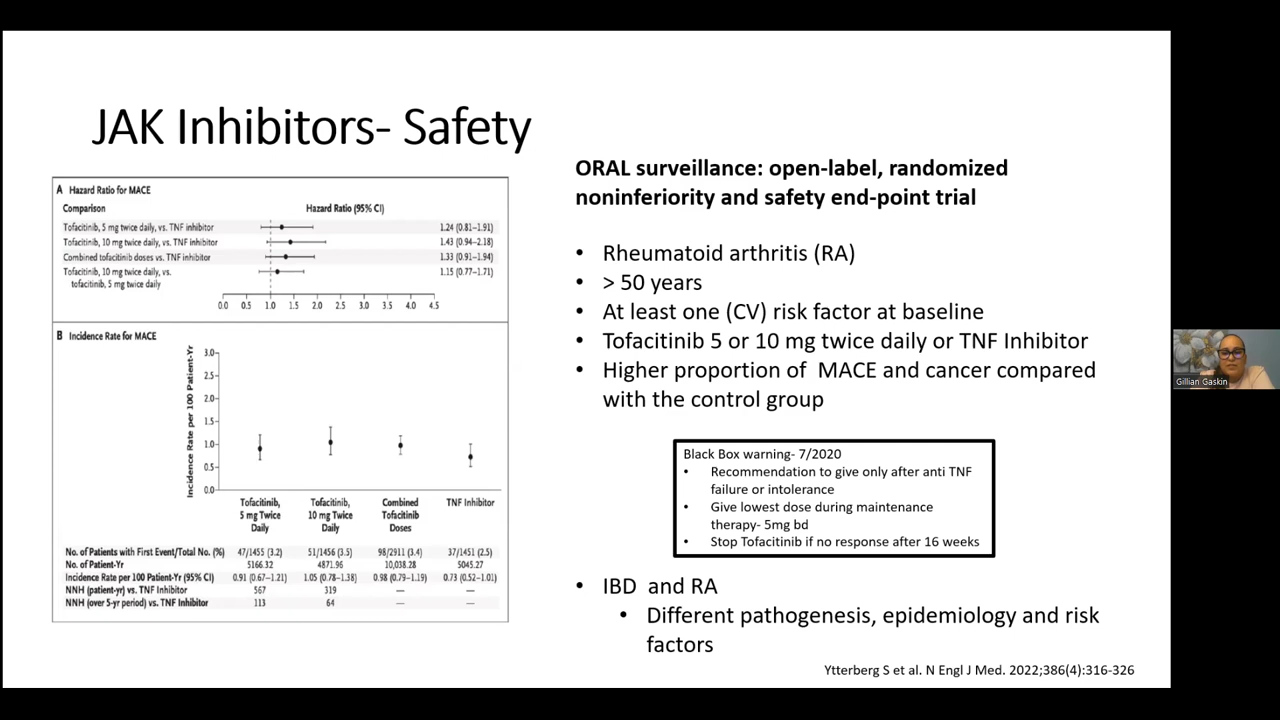 JAK Inhibitors- Safety
A Hazard Ratio for MACE
Comparison Hazard Ratio (95% CI)
Tofacitinib, 5 mg twice daily, vs. TNF inhibitor 1.24 (0.81–1.91)
Tofacitinib, 10 mg twice daily, vs. TNF inhibitor 1.43 (0.94–2.18)
Combined tofacitinib doses vs. TNF inhibitor 1.33 (0.91–1.94)
Tofacitinib, 10 mg twice daily, vs. 1.15 (0.77–1.71)
tofacitinib, 5 mg twice daily
0.0 0.5 1.0 1.5 2.0 2.5 3.0 3.5 4.0 4.5
B Incidence Rate for MACE
Incidence Rate per 100 Patient-Yr
3.0
2.5
2.0
1.5
1.0
0.5
0.0
Tofacitinib, Tofacitinib, Combined TNF Inhibitor
5 mg Twice 10 mg Twice Tofacitinib
Daily Daily Doses
No. of Patients with First Event/Total No. (%) 47/1455 (3.2) 51/1456 (3.5) 98/2911 (3.4) 37/1451 (2.5)
No. of Patient-Yr 5166.32 4871.96 10,038.28 5045.27
Incidence Rate per 100 Patient-Yr (95% CI) 0.91 (0.67–1.21) 1.05 (0.78–1.38) 0.98 (0.79–1.19) 0.73 (0.52–1.01)
NNH (patient-yr) vs. TNF Inhibitor 567 319 — —
NNH (over 5-yr period) vs. TNF Inhibitor 113 64 — —
ORAL surveillance: open-label, randomized
noninferiority and safety end-point trial
• Rheumatoid arthritis (RA)
• > 50 years
• At least one (CV) risk factor at baseline
• Tofacitinib 5 or 10 mg twice daily or TNF Inhibitor
• Higher proportion of MACE and cancer compared
with the control group
Black Box warning- 7/2020
• Recommendation to give only after anti TNF
failure or intolerance
• Give lowest dose during maintenance
therapy- 5mg bd
• Stop Tofacitinib if no response after 16 weeks
• IBD and RA
• Different pathogenesis, epidemiology and risk
factors
Ytterberg S et al. N Engl J Med. 2022;386(4):316-326
Gillian Gaskin